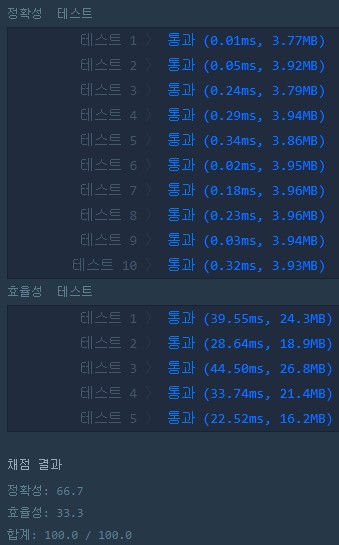 정확성 테스트
테스트 1 〉 통과 (0.01ms, 3.77MB)
테스트 2 〉 통과 (0.05ms, 3.92MB)
테스트 3 〉 통과 (0.24ms, 3.79MB)
테스트 4 〉 통과 (0.29ms, 3.94MB)
테스트 5 〉 통과 (0.34ms, 3.86MB)
테스트 6 〉 통과 (0.02ms, 3.95MB)
테스트 7 〉 통과 (0.18ms, 3.96MB)
테스트 8 〉 통과 (0.23ms, 3.96MB)
테스트 9 〉 통과 (0.03ms, 3.94MB)
테스트 10 〉 통과 (0.32ms, 3.93MB)
효율성 테스트
테스트 1 〉 통과 (39.55ms, 24.3MB)
테스트 2 〉 통과 (28.64ms, 18.9MB)
테스트 3 〉 통과 (44.50ms, 26.8MB)
테스트 4 〉 통과 (33.74ms, 21.4MB)
테스트 5 〉 통과 (22.52ms, 16.2MB)
채점 결과
정확성: 66.7
효율성: 33.3
합계: 100.0 / 100.0